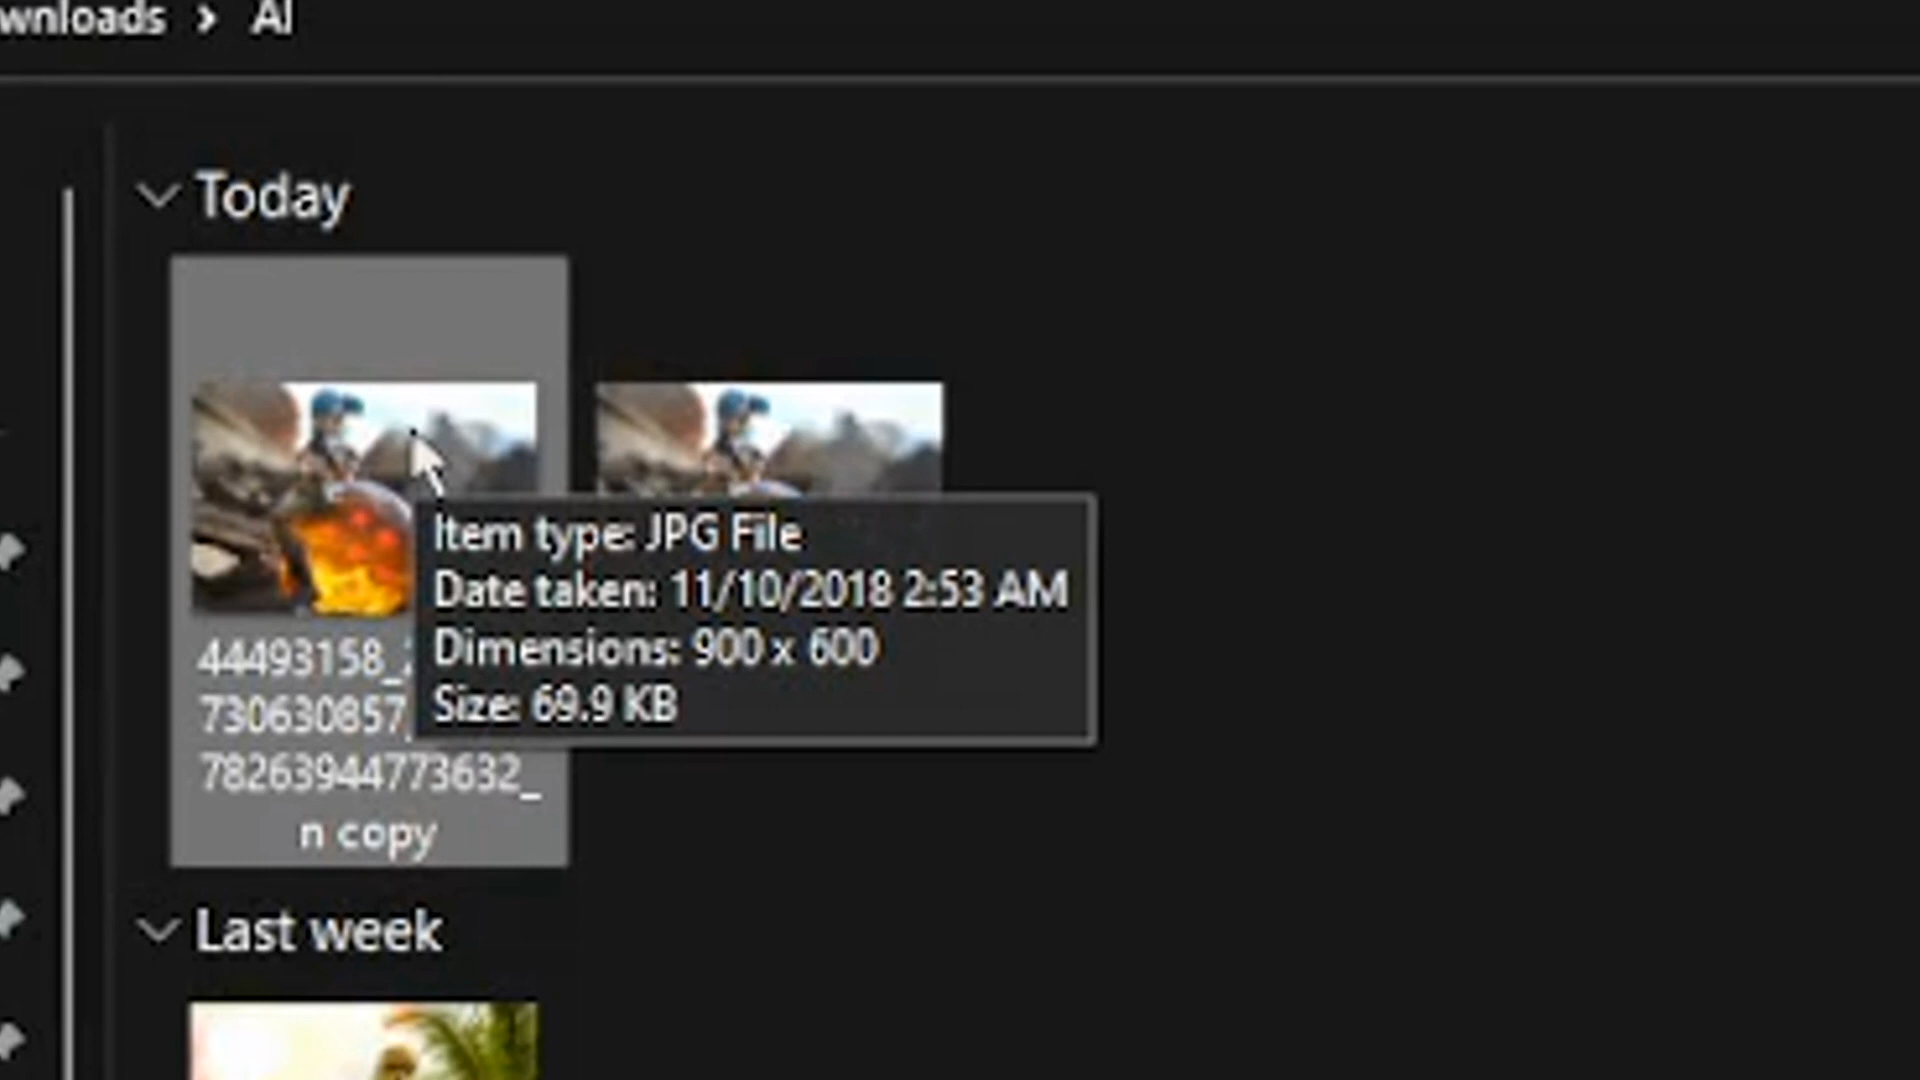 wnloads > AI
Today
Item type: JPG File
Date taken: 11/10/2018 2:53 AM
Dimensions: 900 x 600
Size: 69.9 KB
44493158_
730630857
78263944773632_
n copy
Last week